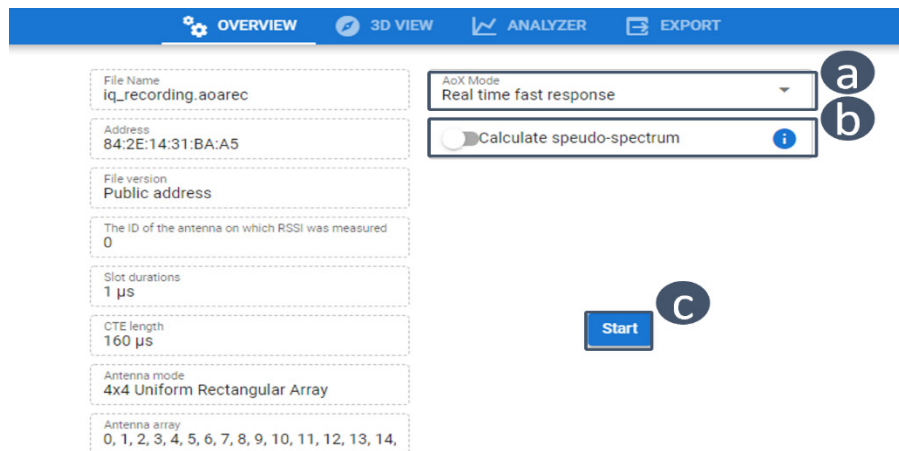 OVERVIEW 3D VIEW ANALYZER EXPORT
File Name
iq_recording.aoarec
Address
84:2E:14:31:BA:A5
File version
Public address
The ID of the antenna on which RSSI was measured
0
Slot durations
1 µs
CTE length
160 µs
Antenna mode
4x4 Uniform Rectangular Array
Antenna array
0, 1, 2, 3, 4, 5, 6, 7, 8, 9, 10, 11, 12, 13, 14,
AoX Mode
Real time fast response
a
Calculate speudo-spectrum
i
b
Start
c